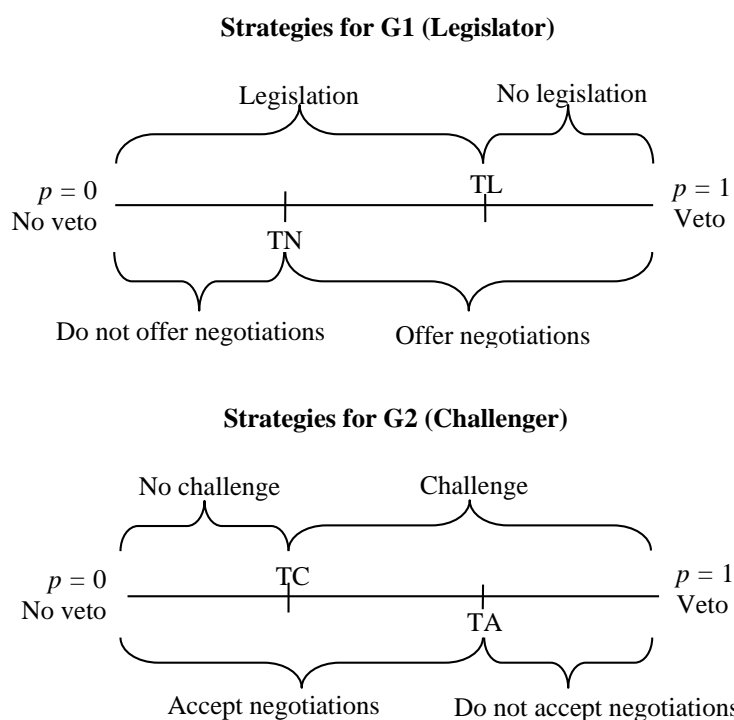 Strategies for G1 (Legislator)
Legislation
No legislation
TL
p = 0
No veto
p = 1
Veto
TN
Do not offer negotiations
Offer negotiations
Strategies for G2 (Challenger)
No challenge
Challenge
TC
p = 0
No veto
p = 1
Veto
TA
Accept negotiations
Do not accept negotiations